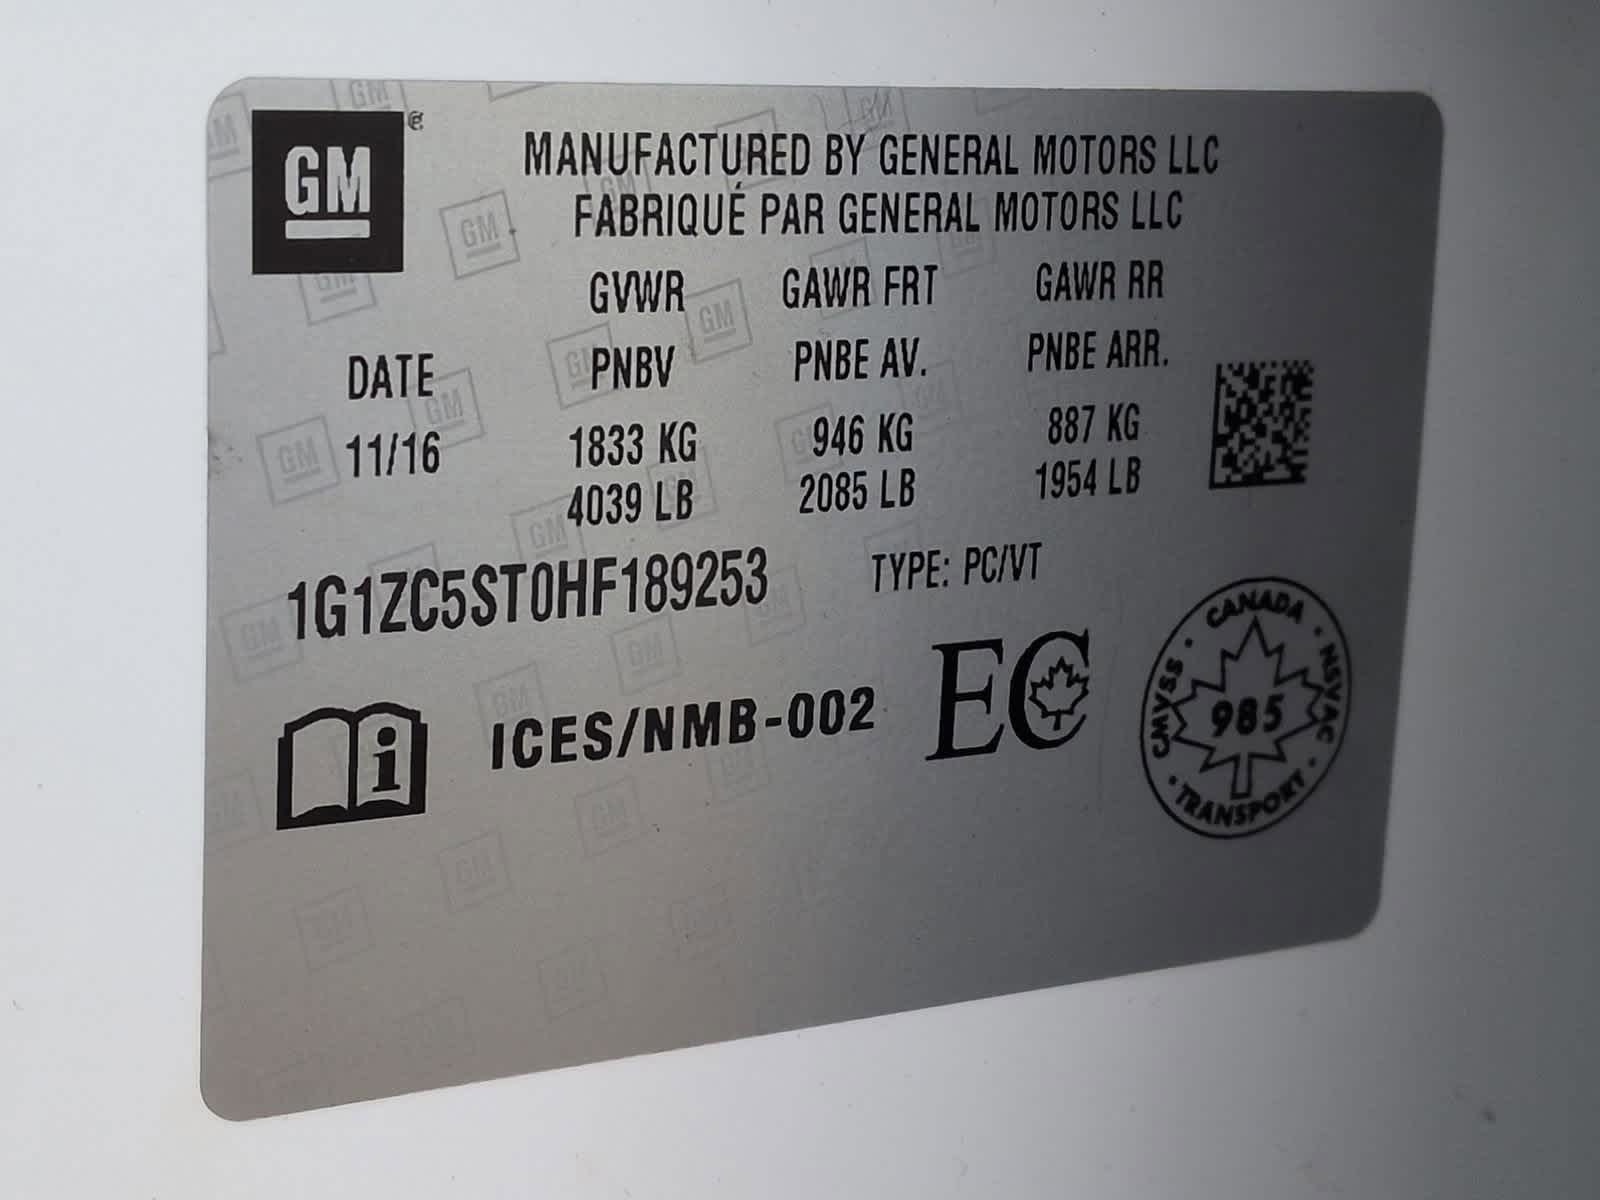 GM
MANUFACTURED BY GENERAL MOTORS LLC
FABRIQUÉ PAR GENERAL MOTORS LLC
GVWR GAWR FRT GAWR RR
DATE PNBV PNBE AV. PNBE ARR.
11/16 1833 KG 946 KG 887 KG
4039 LB 2085 LB 1954 LB
1G1ZC5ST0HF189253 TYPE: PC/VT
i ICES/NMB-002 EC
CANADA
CMVSS NSVAC
985
TRANSPORT